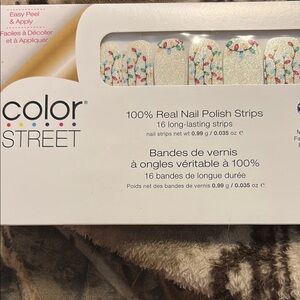 Easy Peel
& Apply
Faciles à Décoller
et à Appliquer
color®
STREET
100% Real Nail Polish Strips
16 long-lasting strips
nail strips net wt 0.99 g / 0.035 oz e
Bandes de vernis
à ongles véritable à 100%
16 bandes de longue durée
Poids net des bandes de vernis 0.99 g / 0.035 oz e